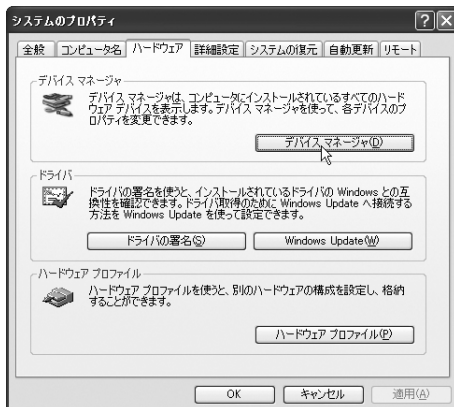 システムのプロパティ
全般 コンピュータ名 ハードウェア 詳細設定 システムの復元 自動更新 リモート
デバイス マネージャ
デバイス マネージャは、コンピュータにインストールされているすべてのハード
ウェア デバイスを表示します。デバイス マネージャを使って、各デバイスのプ
ロパティを変更できます。
デバイス マネージャ(D)
ドライバ
ドライバの署名を使うと、インストールされているドライバの Windows との互
換性を確認できます。ドライバ取得のために Windows Update へ接続する
方法を Windows Update を使って設定できます。
ドライバの署名(S) Windows Update(W)
ハードウェア プロファイル
ハードウェア プロファイルを使うと、別のハードウェアの構成を設定し、格納
することができます。
ハードウェア プロファイル(P)
OK キャンセル 適用(A)